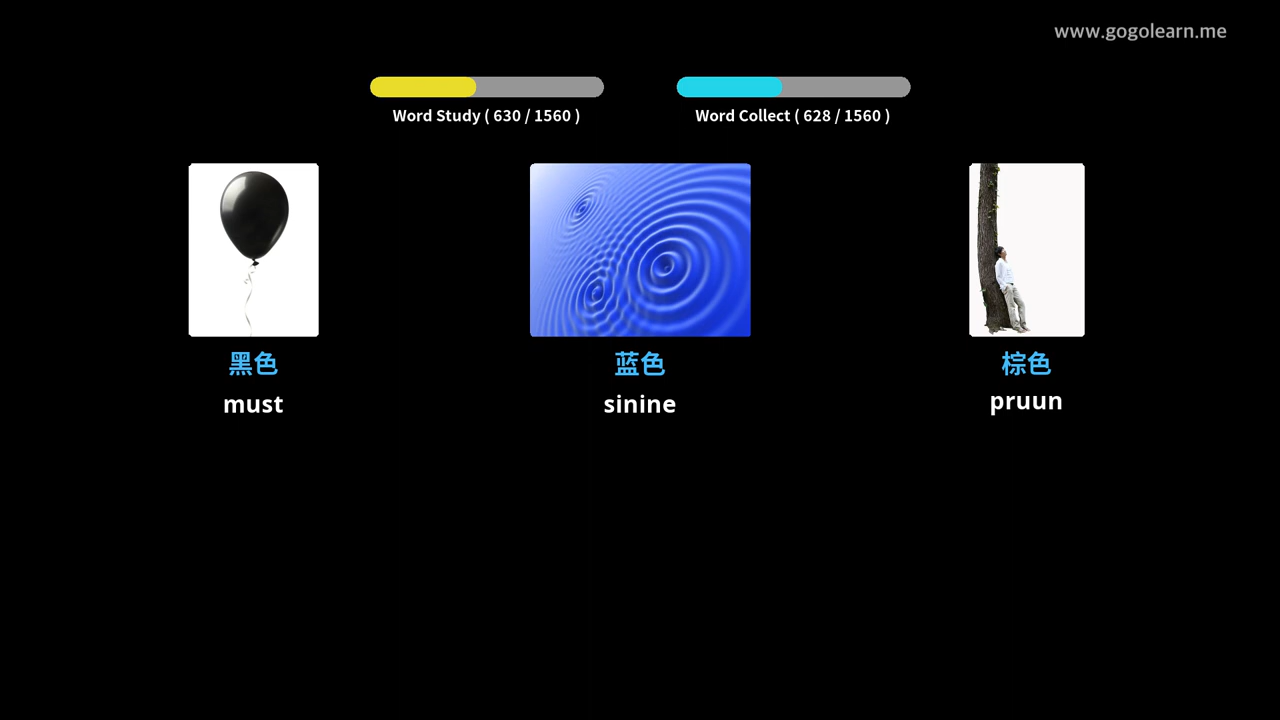 www.gogolearn.me
Word Study ( 630 / 1560 )
Word Collect ( 628 / 1560 )
黑色
蓝色
棕色
must
sinine
pruun